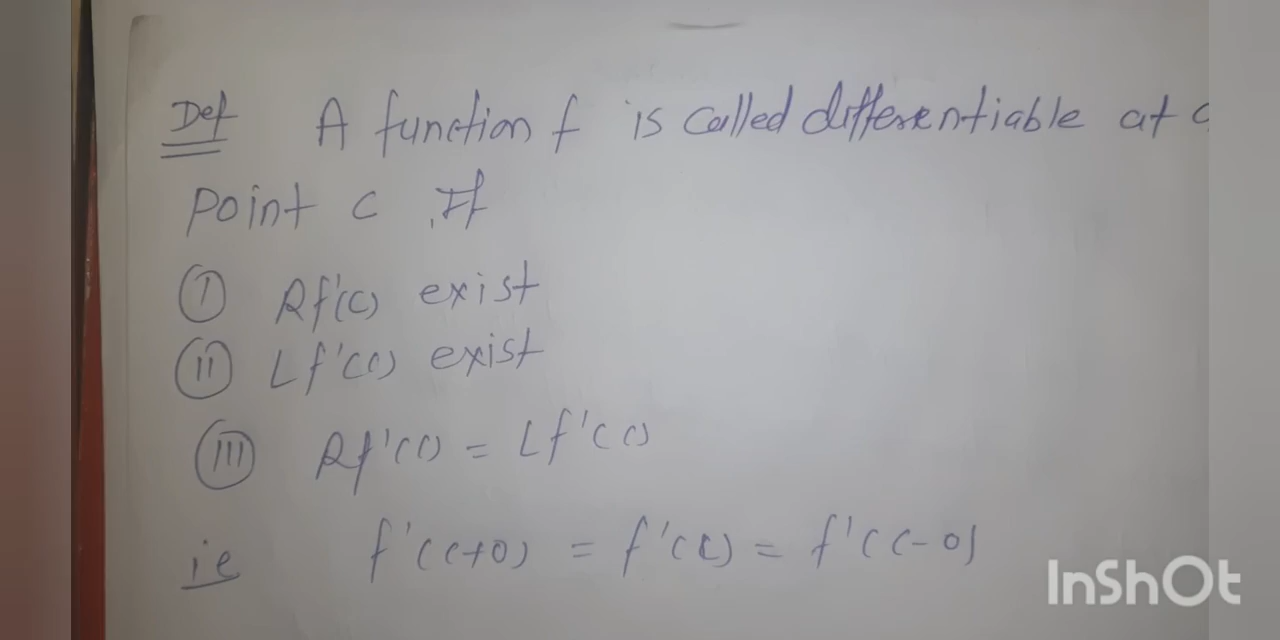 Def A function f is called differentiable at a
point c If
(I) Rf'(c) exist
(II) Lf'(c) exist
(III) Rf'(c) = Lf'(c)
ie f'(c+0) = f'(c) = f'(c-0)
InShOt